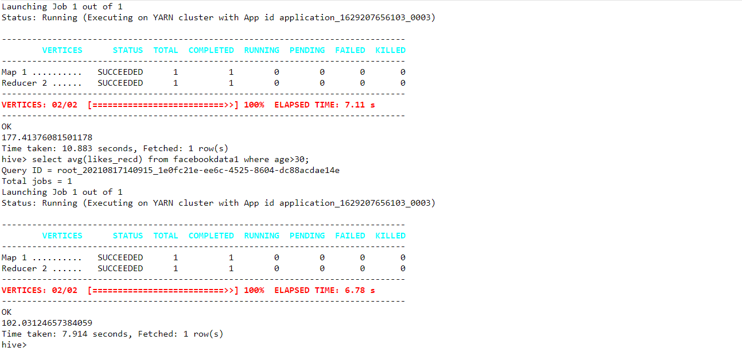 Launching Job 1 out of 1
Status: Running (Executing on YARN cluster with App id application_1629207656103_0003)
--------------------------------------------------------------------------------
VERTICES STATUS TOTAL COMPLETED RUNNING PENDING FAILED KILLED
--------------------------------------------------------------------------------
Map 1 .......... SUCCEEDED 1 1 0 0 0 0
Reducer 2 ...... SUCCEEDED 1 1 0 0 0 0
--------------------------------------------------------------------------------
VERTICES: 02/02 [==========================>>] 100% ELAPSED TIME: 7.11 s
--------------------------------------------------------------------------------
OK
177.41376081501178
Time taken: 10.883 seconds, Fetched: 1 row(s)
hive> select avg(likes_recd) from facebookdata1 where age>30;
Query ID = root_20210817140915_1e0fc21e-ee6c-4525-8604-dc88acdae14e
Total jobs = 1
Launching Job 1 out of 1
Status: Running (Executing on YARN cluster with App id application_1629207656103_0003)
--------------------------------------------------------------------------------
VERTICES STATUS TOTAL COMPLETED RUNNING PENDING FAILED KILLED
--------------------------------------------------------------------------------
Map 1 .......... SUCCEEDED 1 1 0 0 0 0
Reducer 2 ...... SUCCEEDED 1 1 0 0 0 0
--------------------------------------------------------------------------------
VERTICES: 02/02 [==========================>>] 100% ELAPSED TIME: 6.78 s
--------------------------------------------------------------------------------
OK
102.03124657384059
Time taken: 7.914 seconds, Fetched: 1 row(s)
hive>